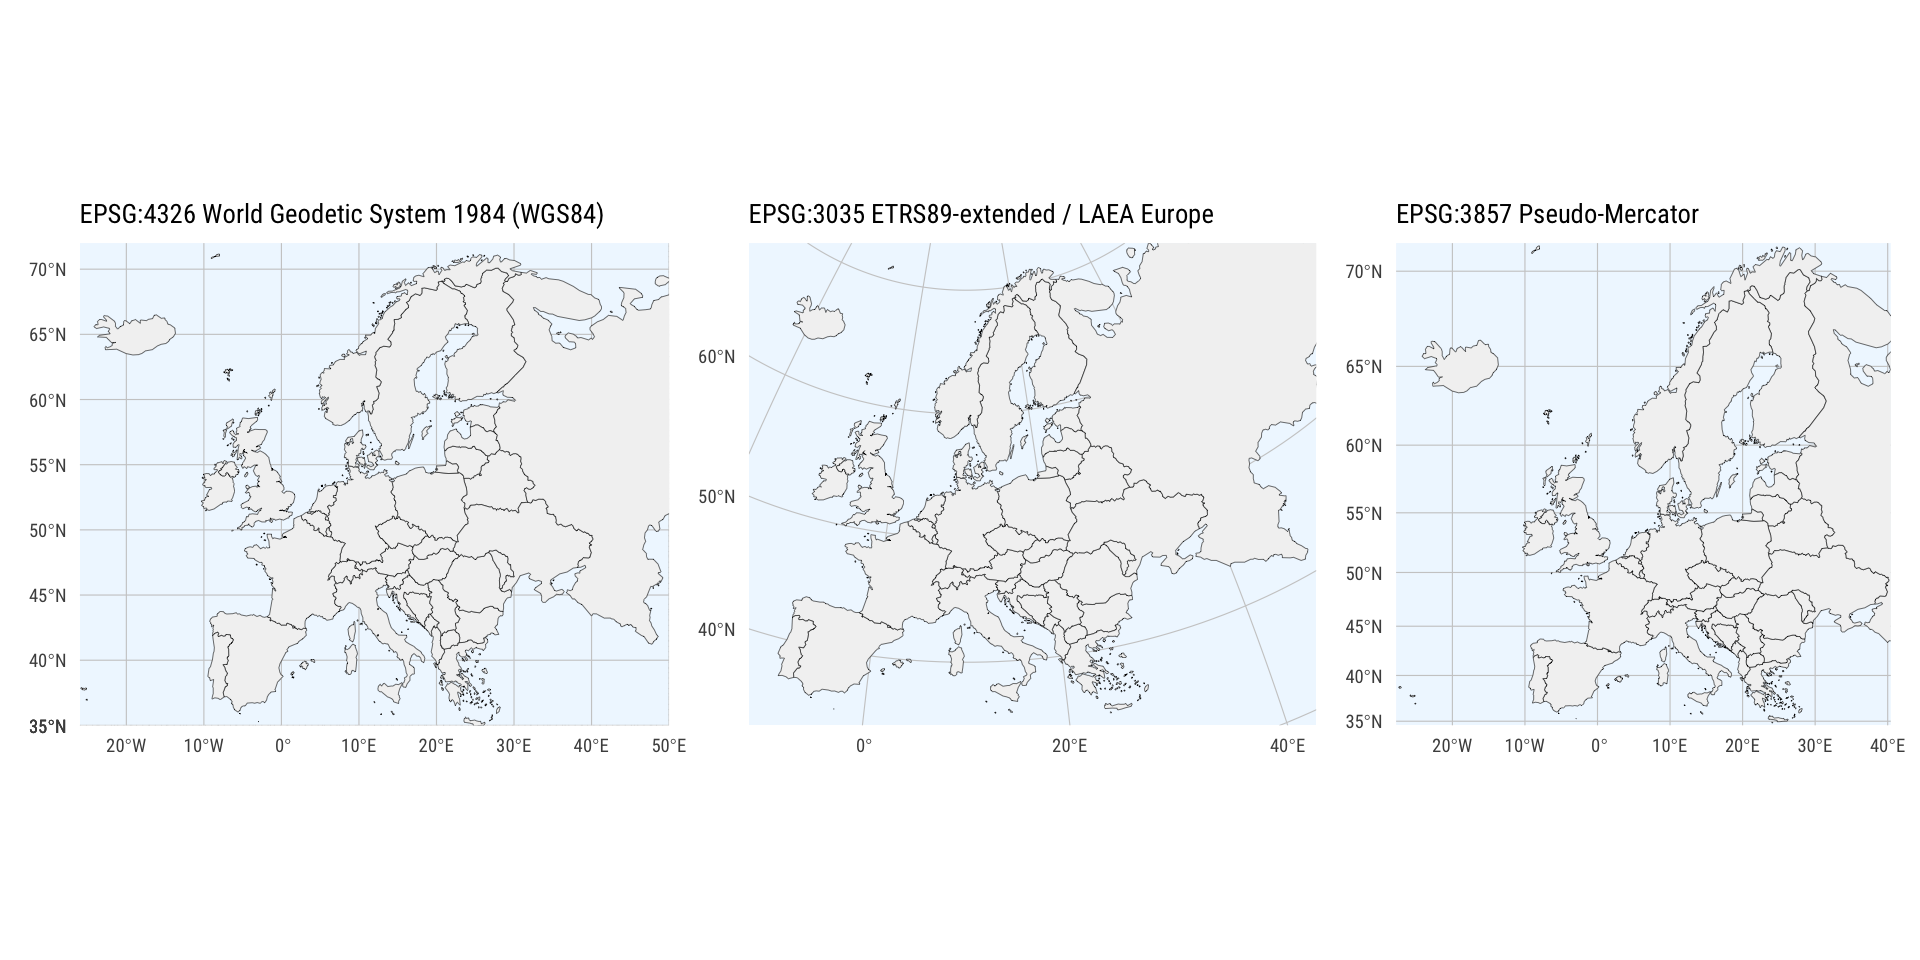 EPSG:4326 World Geodetic System 1984 (WGS84)
70°N
65°N
60°N
55°N
50°N
45°N
40°N
35°N
20°W 10°W 0° 10°E 20°E 30°E 40°E 50°E
EPSG:3035 ETRS89-extended / LAEA Europe
60°N
50°N
40°N
0° 20°E 40°E
EPSG:3857 Pseudo-Mercator
70°N
65°N
60°N
55°N
50°N
45°N
40°N
35°N
20°W 10°W 0° 10°E 20°E 30°E 40°E